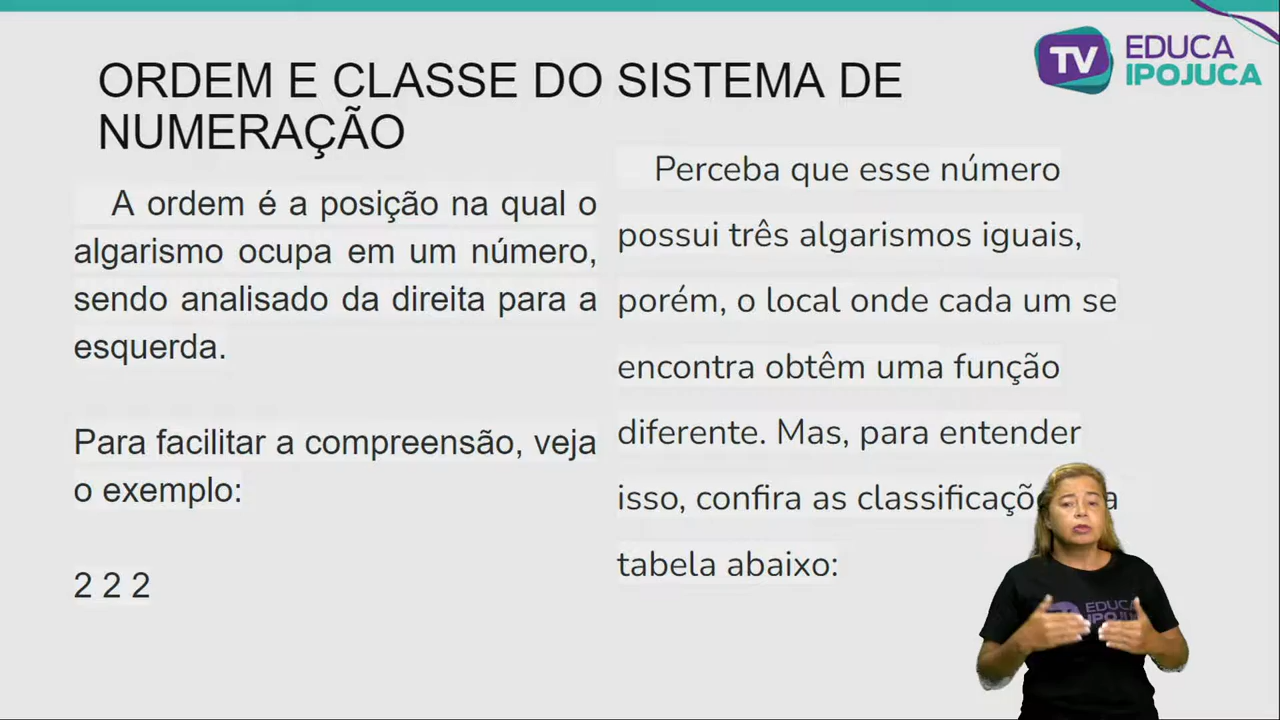 ORDEM E CLASSE DO SISTEMA DE
NUMERAÇÃO
TV EDUCA
IPOJUCA
A ordem é a posição na qual o
algarismo ocupa em um número,
sendo analisado da direita para a
esquerda.
Para facilitar a compreensão, veja
o exemplo:
2 2 2
Perceba que esse número
possui três algarismos iguais,
porém, o local onde cada um se
encontra obtêm uma função
diferente. Mas, para entender
isso, confira as
tabela abaixo:
EDUCA
IPOJUCA